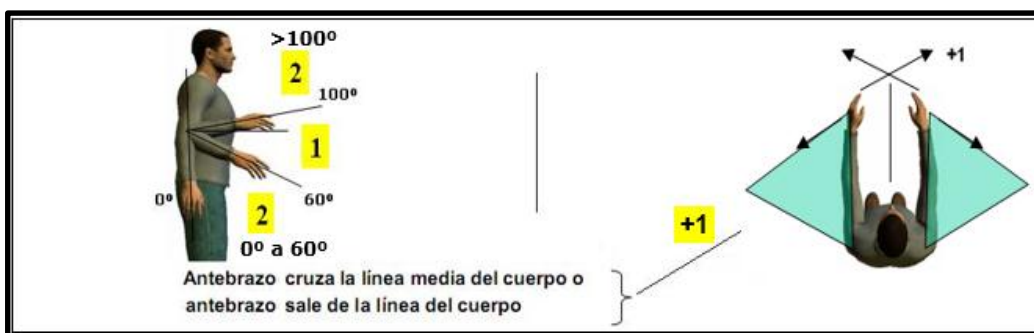 >100º
2
100º
1
0º
60º
2
0º a 60º
Antebrazo cruza la línea media del cuerpo o
antebrazo sale de la línea del cuerpo
+1
+1